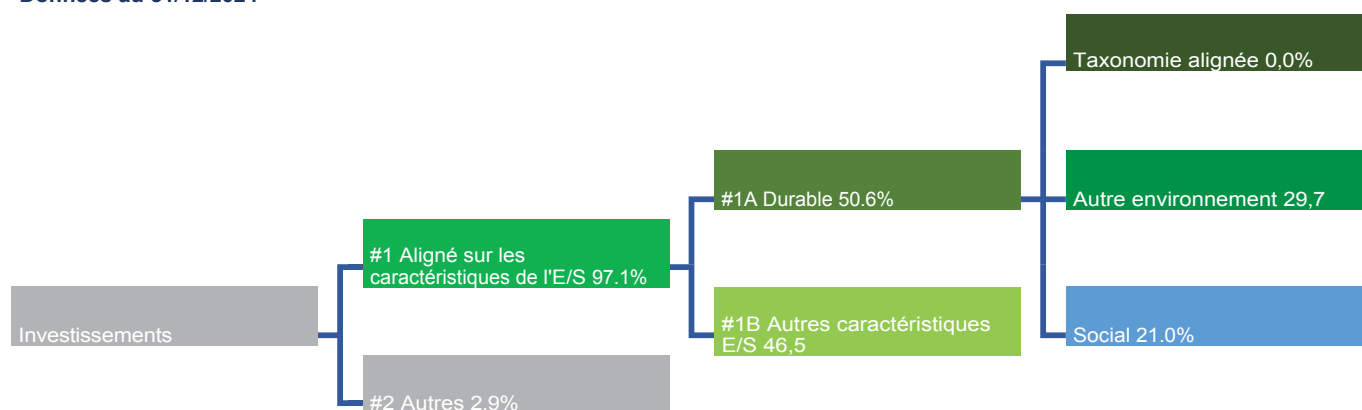 Taxonomie alignée 0,0%
#1A Durable 50.6%
Autre environnement 29,7
#1 Aligné sur les
caractéristiques de l'E/S 97.1%
Investissements
#1B Autres caractéristiques
E/S 46,5
Social 21.0%
#2 Autres 2.9%